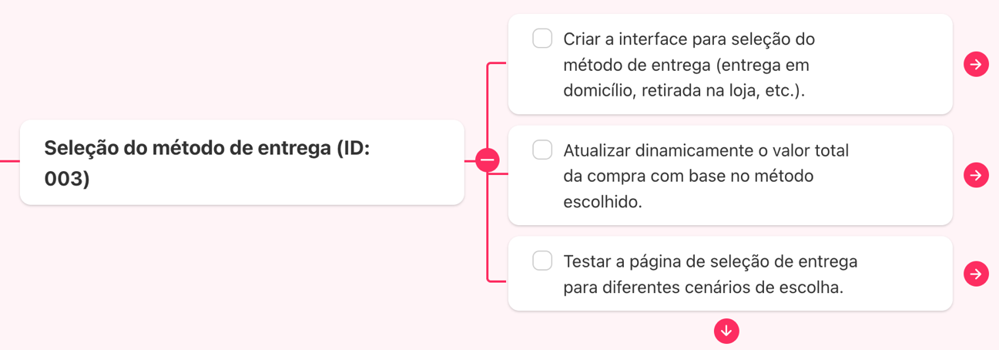 Seleção do método de entrega (ID:
003)
Criar a interface para seleção do
método de entrega (entrega em
domicílio, retirada na loja, etc.).
Atualizar dinamicamente o valor total
da compra com base no método
escolhido.
Testar a página de seleção de entrega
para diferentes cenários de escolha.